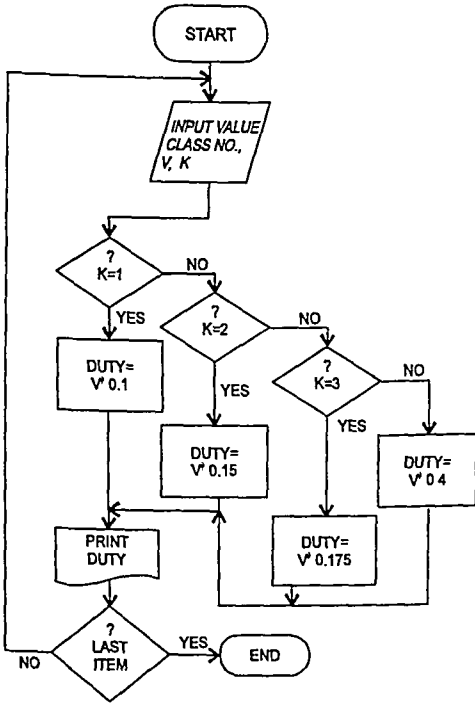 START
INPUT VALUE
CLASS NO.,
V, K
?
K=1
NO
YES
?
K=2
NO
YES
?
K=3
NO
YES
DUTY=
V* 0.1
DUTY=
V* 0.15
DUTY=
V* 0.175
DUTY=
V* 0 4
PRINT
DUTY
?
LAST
ITEM
NO
YES
END